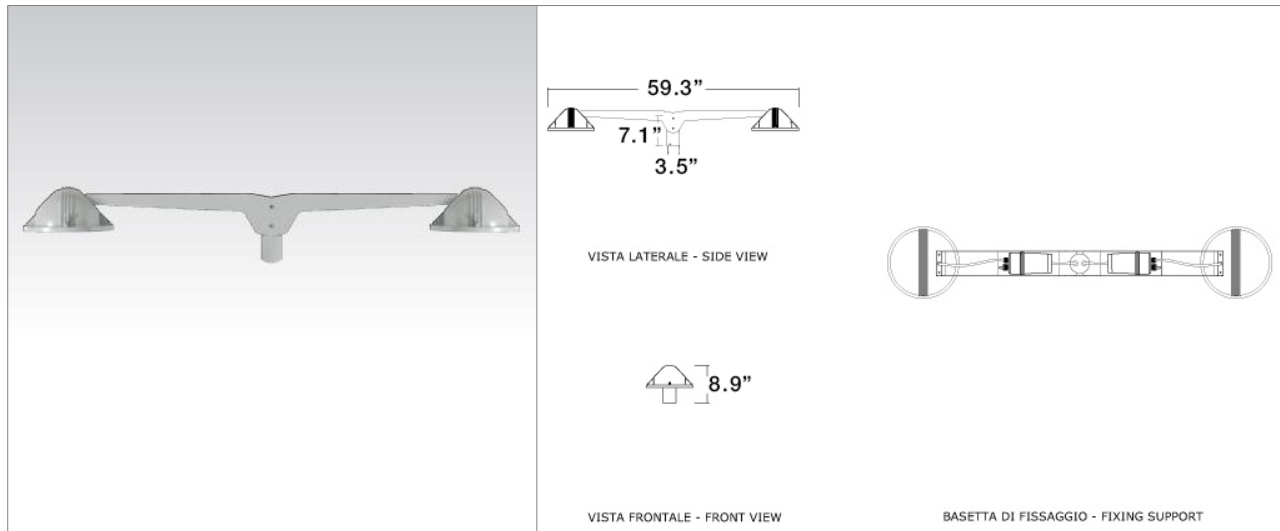 59.3”
7.1”
3.5”
VISTA LATERALE - SIDE VIEW
8.9”
VISTA FRONTALE - FRONT VIEW
BASETTA DI FISSAGGIO - FIXING SUPPORT